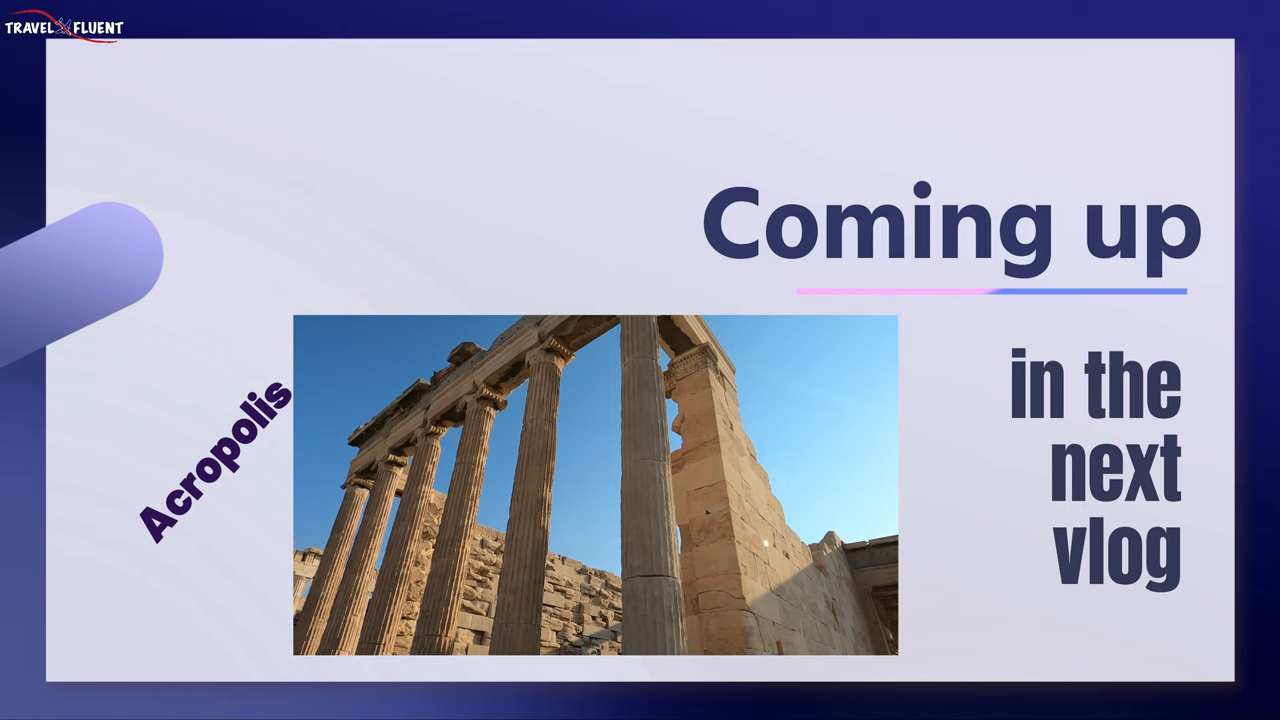 TRAVEL FLUENT
Coming up
in the
next
vlog
Acropolis